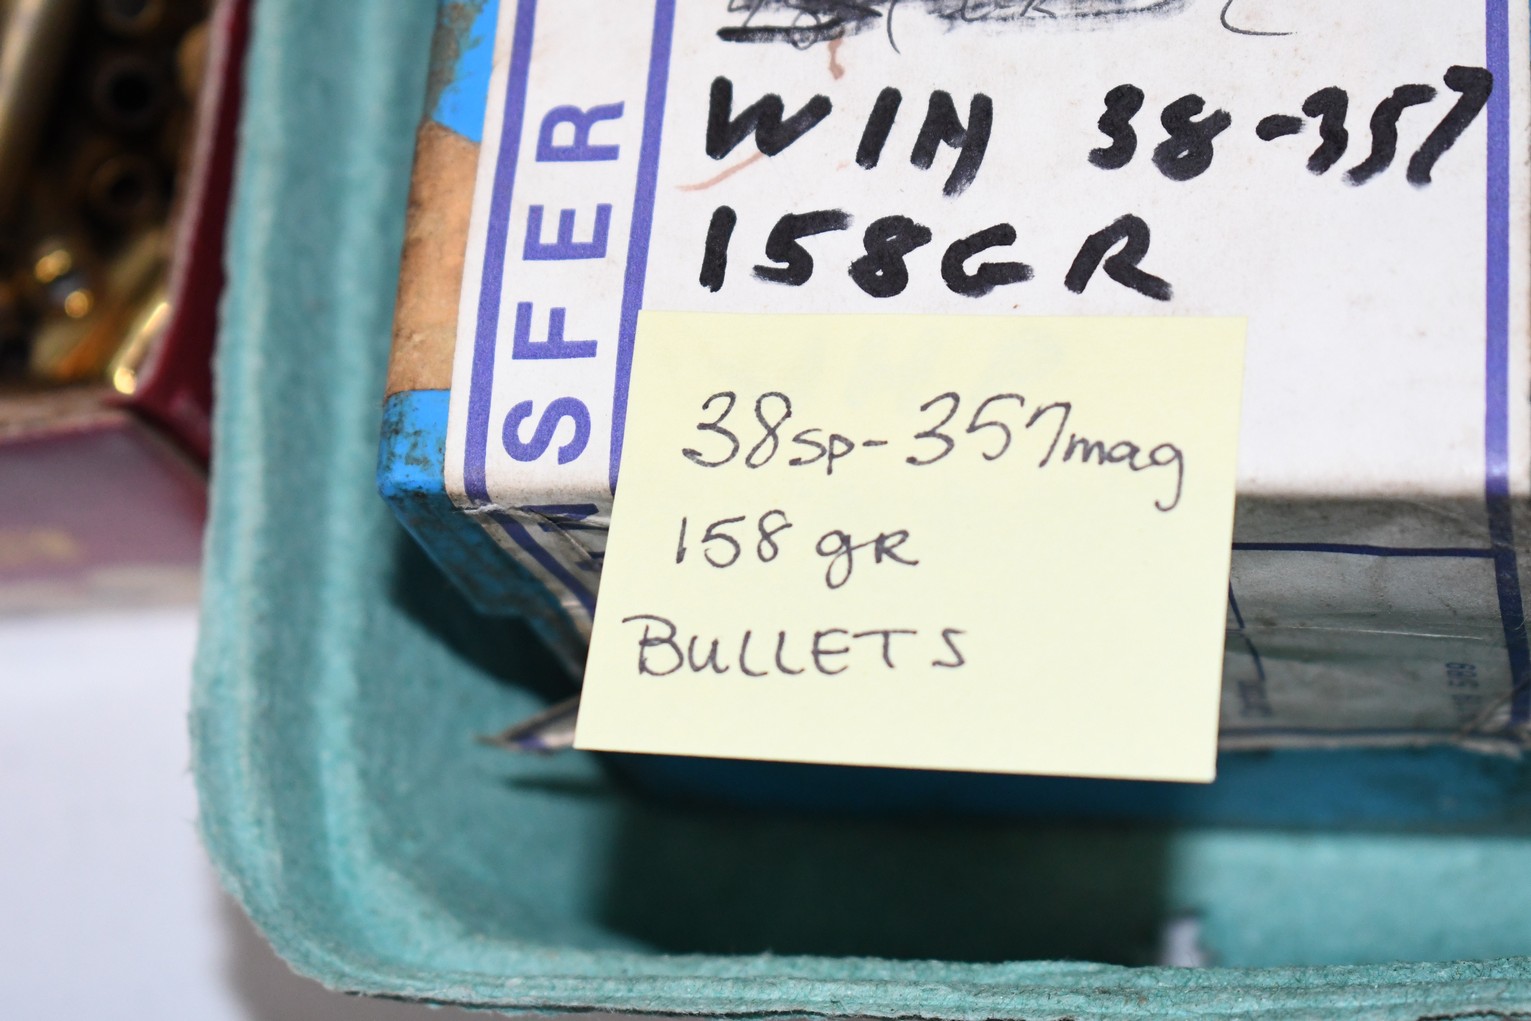 WIN 38-357
158GR
SFER
38sp-357mag
158 gR
BULLETS